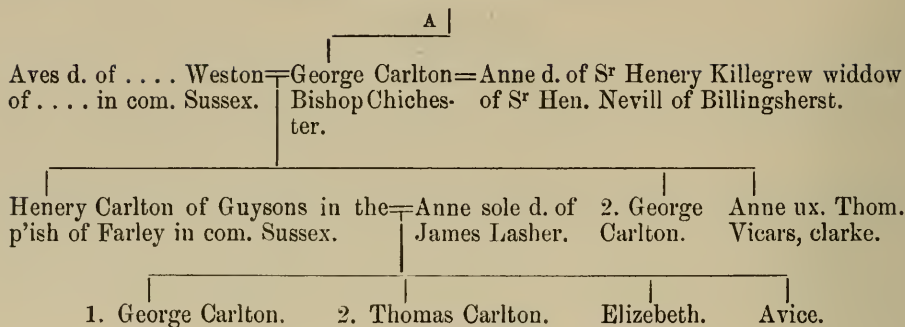 A
Aves d. of . . . . Weston=George Carlton=Anne d. of Sʳ Henery Killegrew widdow
of . . . . in com. Sussex. Bishop Chiches- of Sʳ Hen. Nevill of Billingsherst.
ter.
Henery Carlton of Guysons in the=Anne sole d. of 2. George Anne ux. Thom.
p'ish of Farley in com. Sussex. James Lasher. Carlton. Vicars, clarke.
1. George Carlton. 2. Thomas Carlton. Elizebeth. Avice.